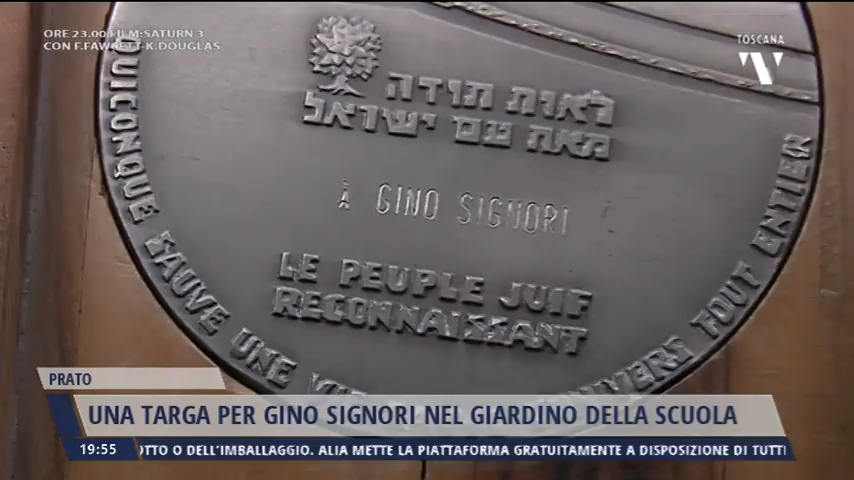 ORE 23.00 FILM:SATURN 3
CON F.FAWCETT-K.DOUGLAS
TOSCANA
לאות תודה
מאת עם ישראל
À GINO SIGNORI
LE PEUPLE JUIF
RECONNAISSANT
QUICONQUE SAUVE UNE UNIVERS TOUT ENTIER
PRATO
UNA TARGA PER GINO SIGNORI NEL GIARDINO DELLA SCUOLA
19:55
OTTO O DELL'IMBALLAGGIO. ALIA METTE LA PIATTAFORMA GRATUITAMENTE A DISPOSIZIONE DI TUTTI